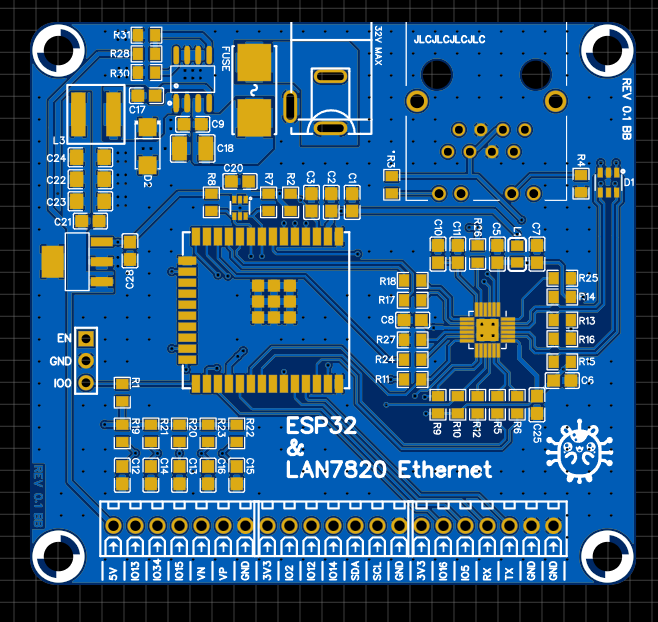 R31
R28
R30
C17
FUSE
32V MAX
JLCJLCJLCJLC
REV 0.1 BB
L3
C9
C18
C24
C22
C23
C21
D2
C20
R8
R7
R2
C3
C2
C1
R3
R4
D1
C10
C11
R26
C5
C7
R18
R17
C8
R27
R24
R11
R25
R14
R13
R16
R15
C6
EN
GND
IO0
R1
R19
R21
R20
R23
R22
C12
C14
C13
C16
C15
R9
R10
R12
R5
R6
C25
ESP32
&
LAN7820 Ethernet
REV 0.1 BB
5V IO13 IO34 IO15 VN VP GND 3V3 IO2 IO12 IO14 SDA SCL GND 3V3 IO16 IO5 RX TX GND GND